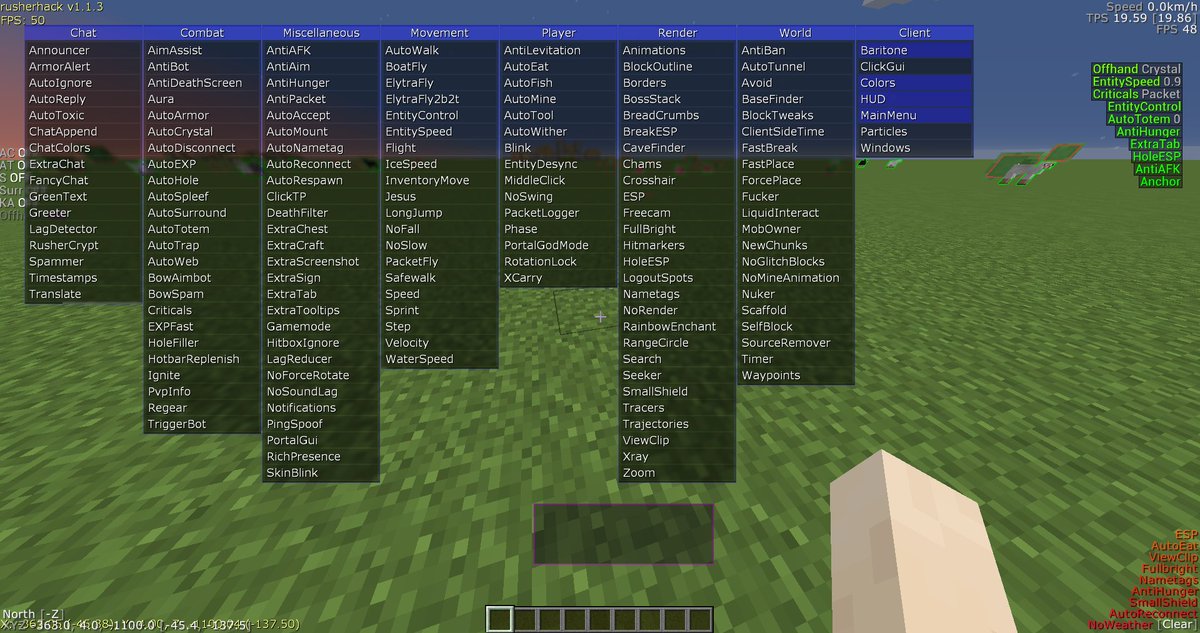 rusherhack v1.1.3
FPS: 50
Speed 0.0km/h
TPS 19.59 [19.86]
FPS 48
Chat
Announcer
ArmorAlert
AutoIgnore
AutoReply
AutoToxic
ChatAppend
ChatColors
ExtraChat
FancyChat
GreenText
Greeter
LagDetector
RusherCrypt
Spammer
Timestamps
Translate
Combat
AimAssist
AntiBot
AntiDeathScreen
Aura
AutoArmor
AutoCrystal
AutoDisconnect
AutoEXP
AutoHole
AutoSpleef
AutoSurround
AutoTotem
AutoTrap
AutoWeb
BowAimbot
BowSpam
Criticals
EXPFast
HoleFiller
HotbarReplenish
Ignite
PvpInfo
Regear
TriggerBot
Miscellaneous
AntiAFK
AntiAim
AntiHunger
AntiPacket
AutoAccept
AutoMount
AutoNametag
AutoReconnect
AutoRespawn
ClickTP
DeathFilter
ExtraChest
ExtraCraft
ExtraScreenshot
ExtraSign
ExtraTab
ExtraTooltips
Gamemode
HitboxIgnore
LagReducer
NoForceRotate
NoSoundLag
Notifications
PingSpoof
PortalGui
RichPresence
SkinBlink
Movement
AutoWalk
BoatFly
ElytraFly
ElytraFly2b2t
EntityControl
EntitySpeed
Flight
IceSpeed
InventoryMove
Jesus
LongJump
NoFall
NoSlow
PacketFly
Safewalk
Speed
Sprint
Step
Velocity
WaterSpeed
Player
AntiLevitation
AutoEat
AutoFish
AutoMine
AutoTool
AutoWither
Blink
EntityDesync
MiddleClick
NoSwing
PacketLogger
Phase
PortalGodMode
RotationLock
XCarry
Render
Animations
BlockOutline
Borders
BossStack
BreadCrumbs
BreakESP
CaveFinder
Chams
Crosshair
ESP
Freecam
FullBright
Hitmarkers
HoleESP
LogoutSpots
Nametags
NoRender
RainbowEnchant
RangeCircle
Search
Seeker
SmallShield
Tracers
Trajectories
ViewClip
Xray
Zoom
World
AntiBan
AutoTunnel
Avoid
BaseFinder
BlockTweaks
ClientSideTime
FastBreak
FastPlace
ForcePlace
Fucker
LiquidInteract
MobOwner
NewChunks
NoGlitchBlocks
NoMineAnimation
Nuker
Scaffold
SelfBlock
SourceRemover
Timer
Waypoints
Client
Baritone
ClickGui
Colors
HUD
MainMenu
Particles
Windows
Offhand Crystal
EntitySpeed 0.9
Criticals Packet
EntityControl
AutoTotem 0
AntiHunger
ExtraTab
HoleESP
AntiAFK
Anchor
ESP
AutoEat
ViewClip
Fullbright
Nametags
AntiHunger
SmallShield
AutoReconnect
NoWeather [Clear]
North [-Z]